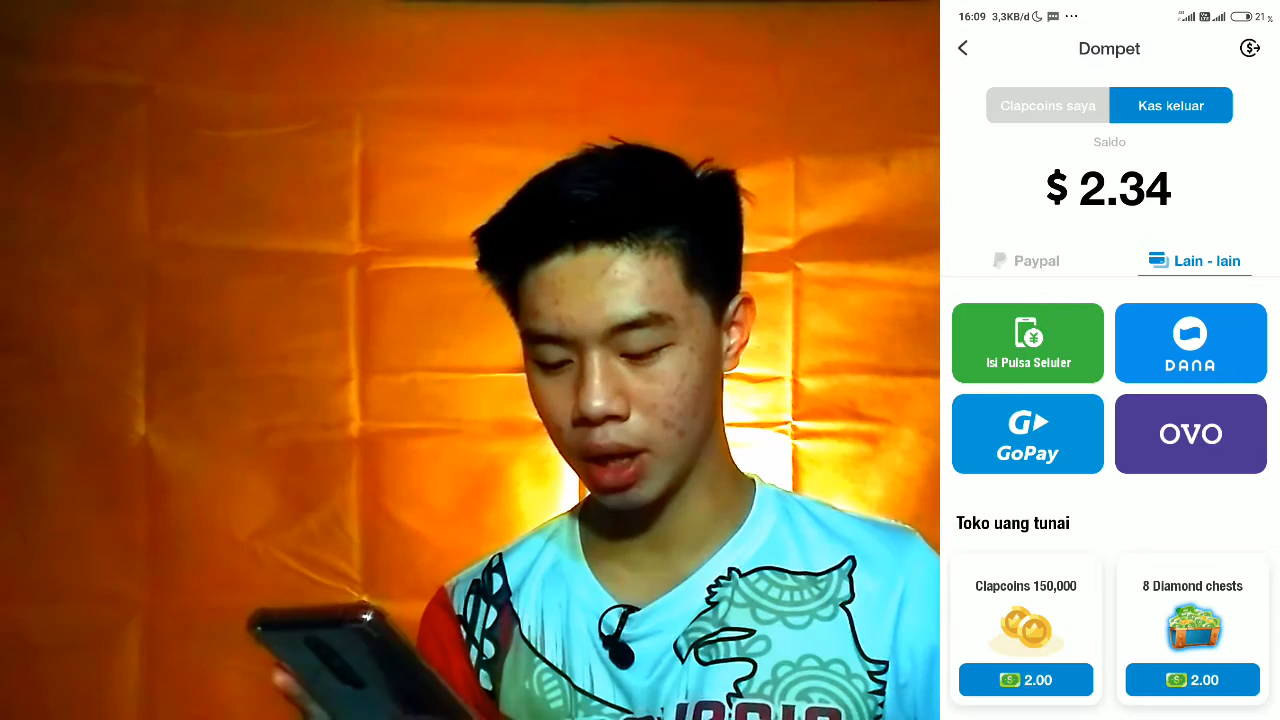 16:09 3,3KB/d
21 %
Dompet
Clapcoins saya Kas keluar
Saldo
$ 2.34
Paypal Lain - lain
Isi Pulsa Seluler
DANA
GoPay
OVO
Toko uang tunai
Clapcoins 150,000
8 Diamond chests
2.00
2.00